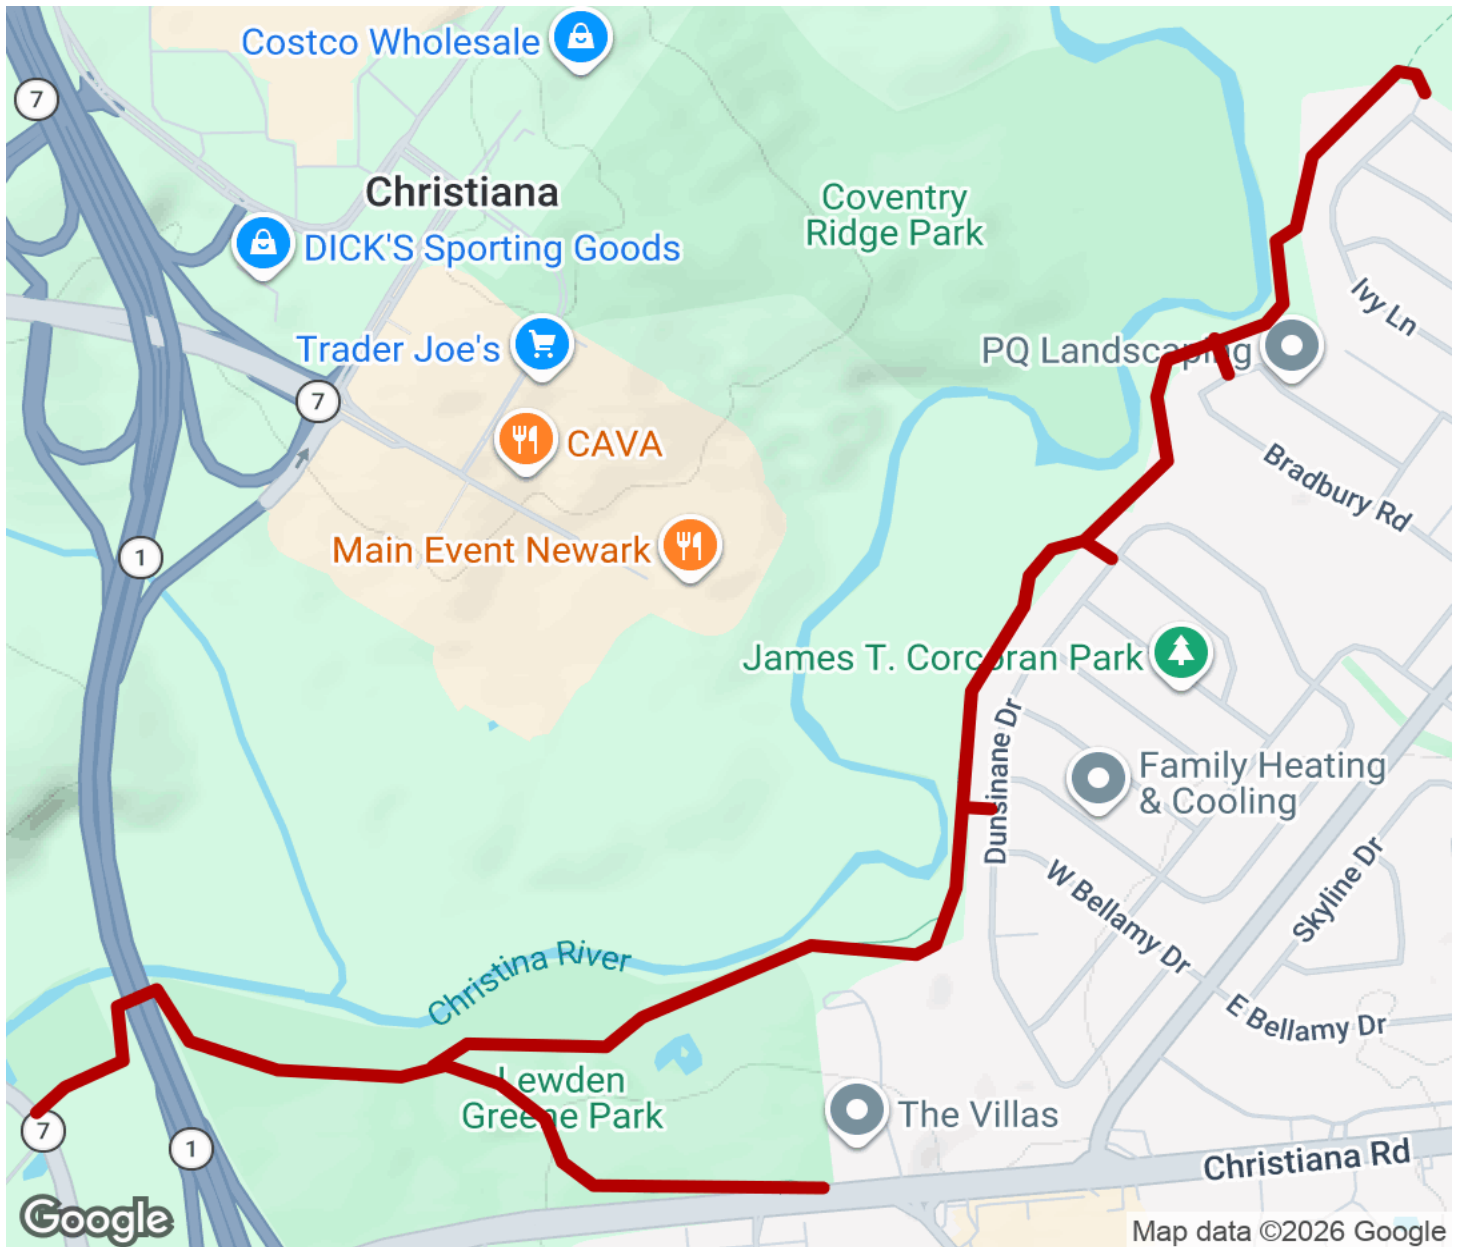 Costco Wholesale
7
Christiana
Coventry
Ridge Park
DICK'S Sporting Goods
Ivy Ln
Trader Joe's
PQ Landscaping
7
CAVA
Bradbury Rd
Main Event Newark
1
James T. Corcoran Park
Dunsinane Dr
Family Heating
& Cooling
W Bellamy Dr
Skyline Dr
Christina River
E Bellamy Dr
Lewden
Greene Park
The Villas
7
1
Christiana Rd
Google
Map data ©2026 Google